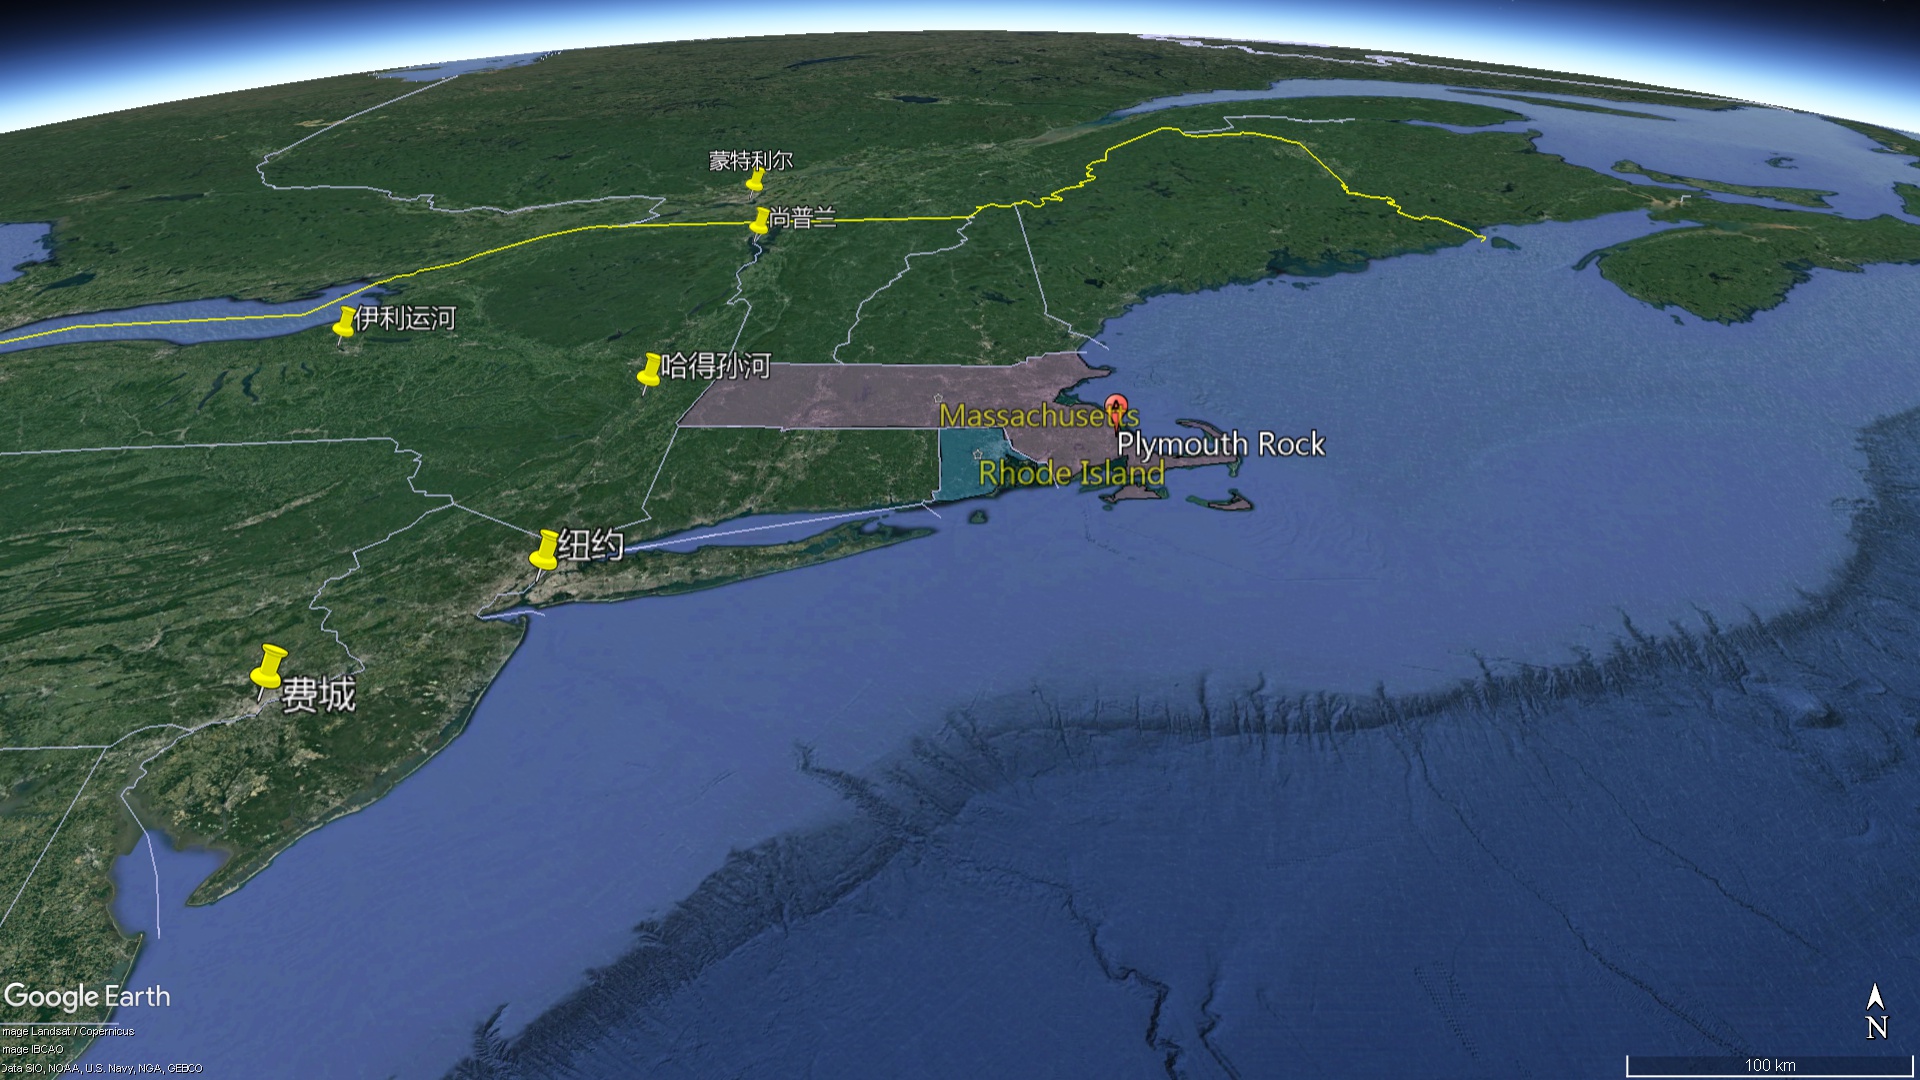 蒙特利尔
尚普兰
伊利运河
哈得孙河
Massachusetts
Plymouth Rock
Rhode Island
纽约
费城
Google Earth
mage Landsat / Copernicus
mage IBCAO
Data SIO, NOAA, U.S. Navy, NGA, GEBCO
N
100 km